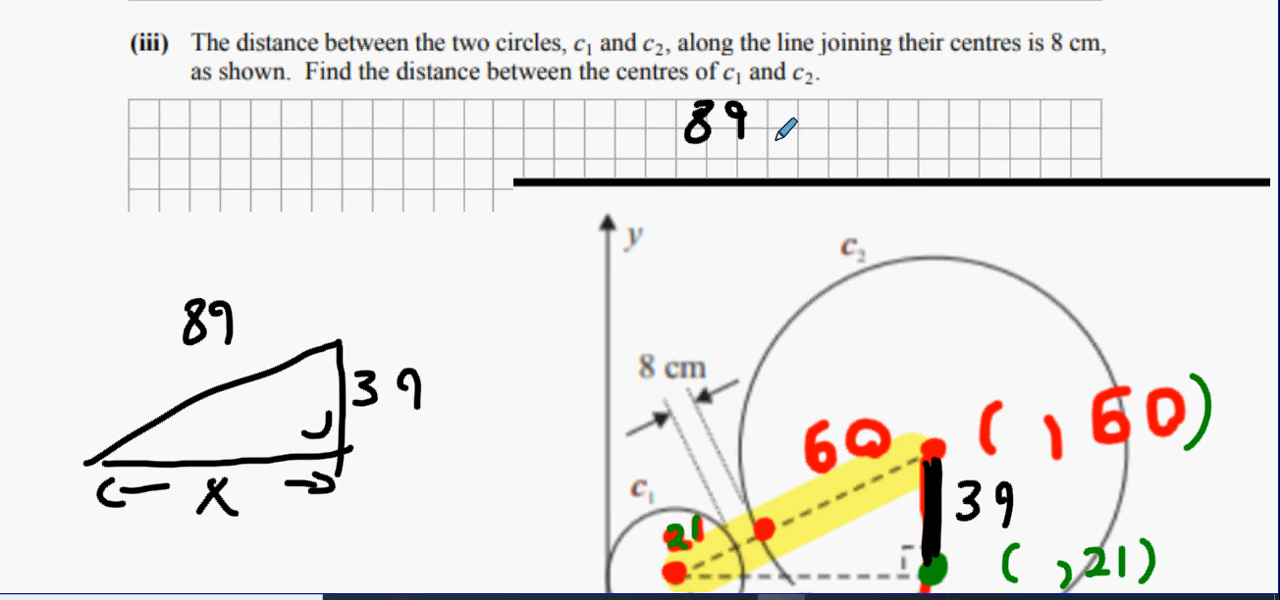 (iii) The distance between the two circles, c₁ and c₂, along the line joining their centres is 8 cm,
as shown. Find the distance between the centres of c₁ and c₂.
89
y
c₂
89
8 cm
39
60 ( , 60)
x
c₁
39
21
( , 21)